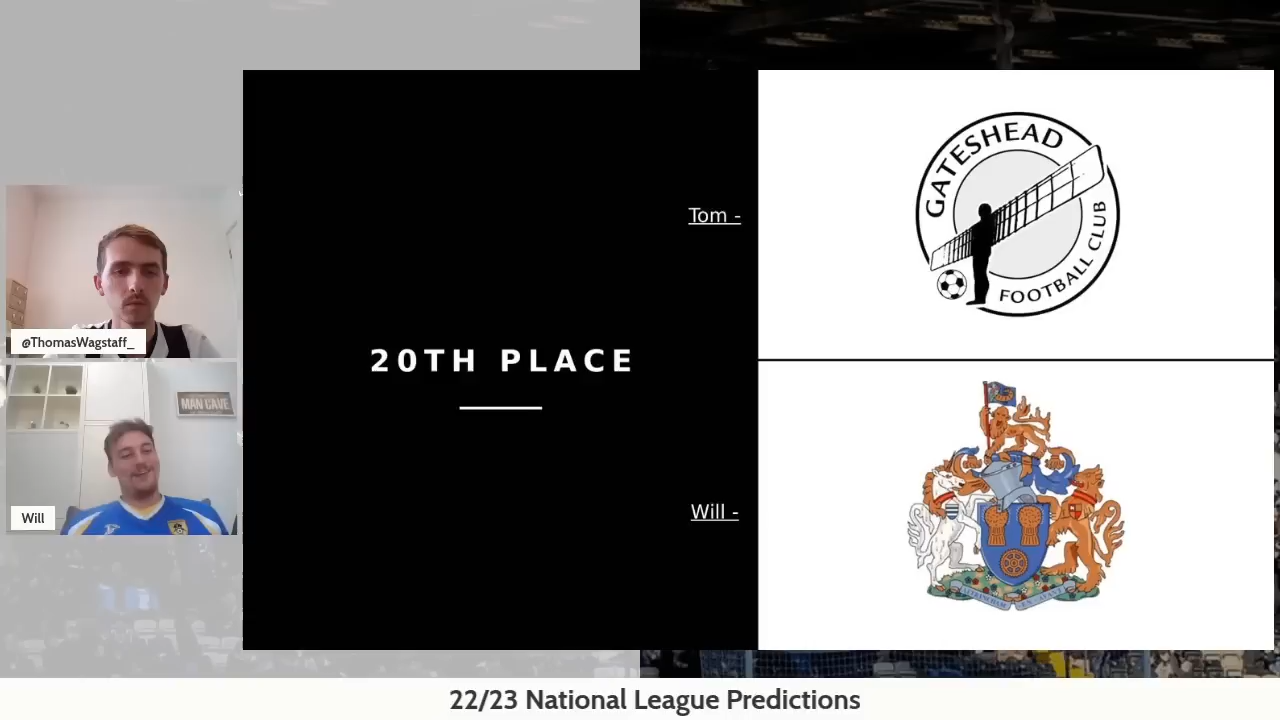 GATESHEAD
FOOTBALL CLUB
Tom -
@ThomasWagstaff_
20TH PLACE
MAN CAVE
Will -
Will
22/23 National League Predictions